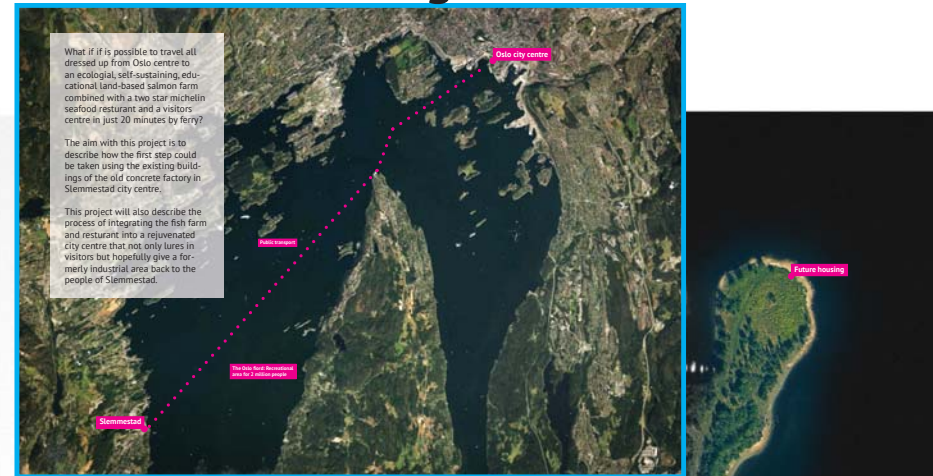 What if if is possible to travel all
dressed up from Oslo centre to
an ecologial, self-sustaining, edu-
cational land-based salmon farm
combined with a two star michelin
seafood resturant and a visitors
centre in just 20 minutes by ferry?
The aim with this project is to
describe how the first step could
be taken using the existing build-
ings of the old concrete factory in
Slemmestad city centre.
This project will also describe the
process of integrating the fish farm
and resturant into a rejuvenated
city centre that not only lures in
visitors but hopefully give a for-
merly industrial area back to the
people of Slemmestad.
Oslo city centre
Public transport
The Oslo fiord: Recreational
area for 2 million people
Slemmestad
Future housing